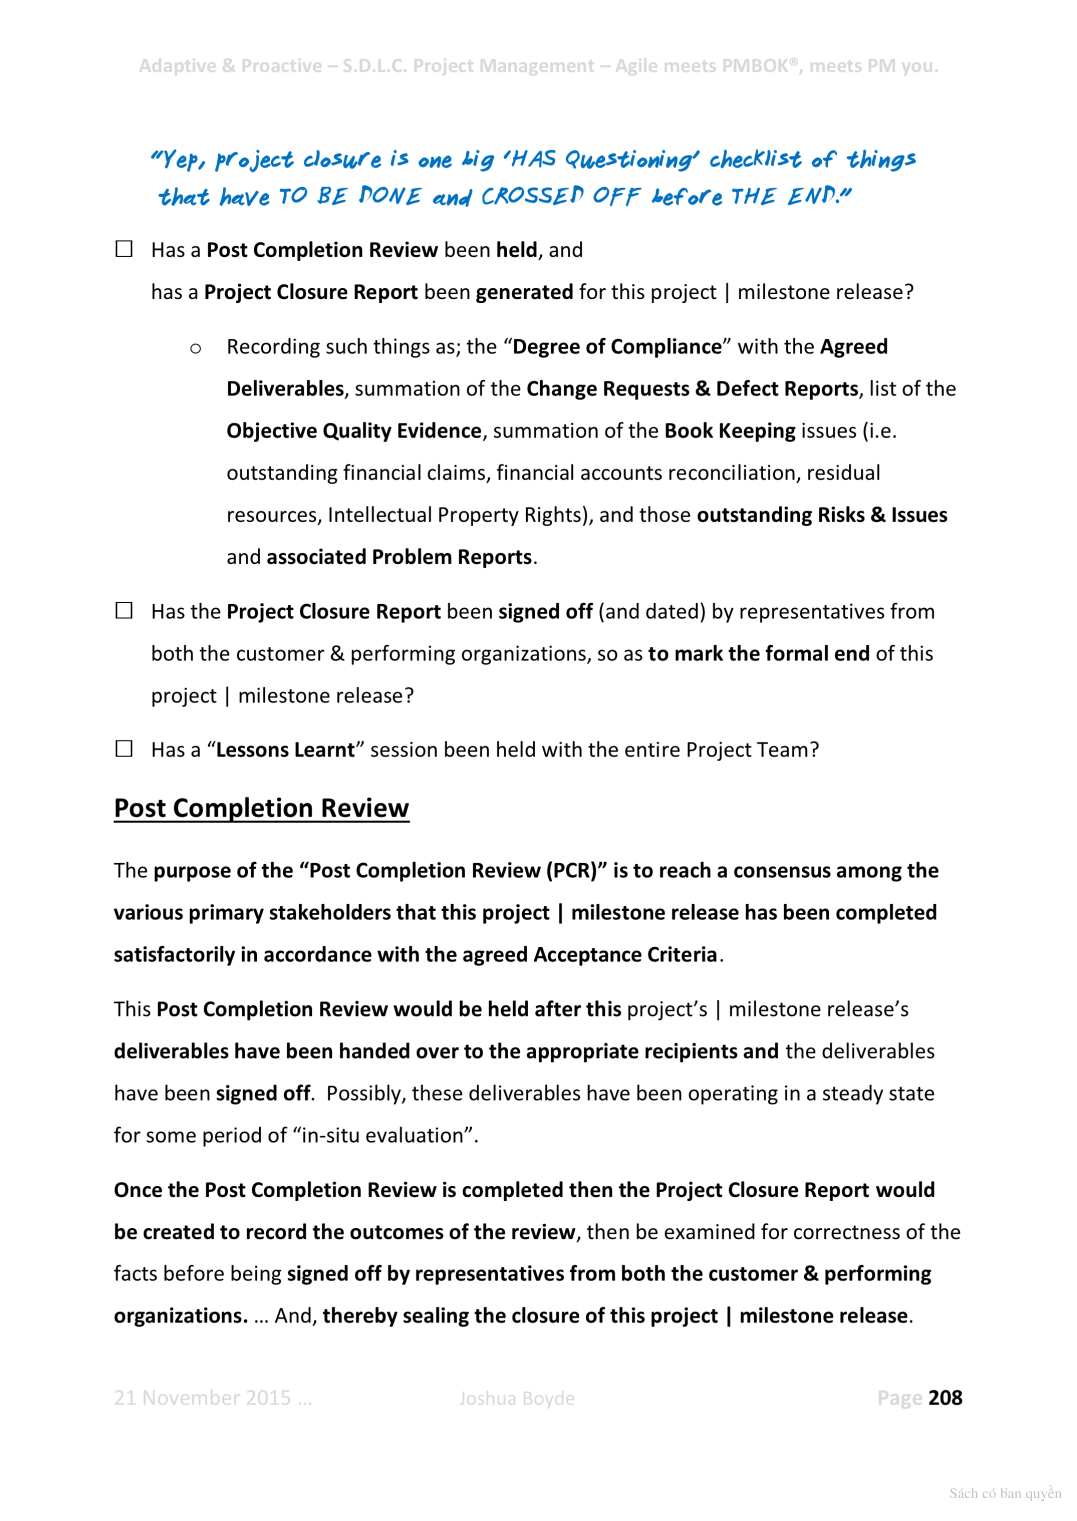 Adaptive & Proactive – S.D.L.C. Project Management – Agile meets PMBOK®, meets PM you.
“Yep, project closure is one big ‘HAS Questioning’ checklist of things
that have TO BE DONE and CROSSED OFF before THE END.”
☐ Has a Post Completion Review been held, and
has a Project Closure Report been generated for this project | milestone release?
o Recording such things as; the “Degree of Compliance” with the Agreed
Deliverables, summation of the Change Requests & Defect Reports, list of the
Objective Quality Evidence, summation of the Book Keeping issues (i.e.
outstanding financial claims, financial accounts reconciliation, residual
resources, Intellectual Property Rights), and those outstanding Risks & Issues
and associated Problem Reports.
☐ Has the Project Closure Report been signed off (and dated) by representatives from
both the customer & performing organizations, so as to mark the formal end of this
project | milestone release?
☐ Has a “Lessons Learnt” session been held with the entire Project Team?
Post Completion Review
The purpose of the “Post Completion Review (PCR)” is to reach a consensus among the
various primary stakeholders that this project | milestone release has been completed
satisfactorily in accordance with the agreed Acceptance Criteria.
This Post Completion Review would be held after this project’s | milestone release’s
deliverables have been handed over to the appropriate recipients and the deliverables
have been signed off. Possibly, these deliverables have been operating in a steady state
for some period of “in-situ evaluation”.
Once the Post Completion Review is completed then the Project Closure Report would
be created to record the outcomes of the review, then be examined for correctness of the
facts before being signed off by representatives from both the customer & performing
organizations. … And, thereby sealing the closure of this project | milestone release.
21 November 2015 … Joshua Boyde Page 208
Sách có bản quyền